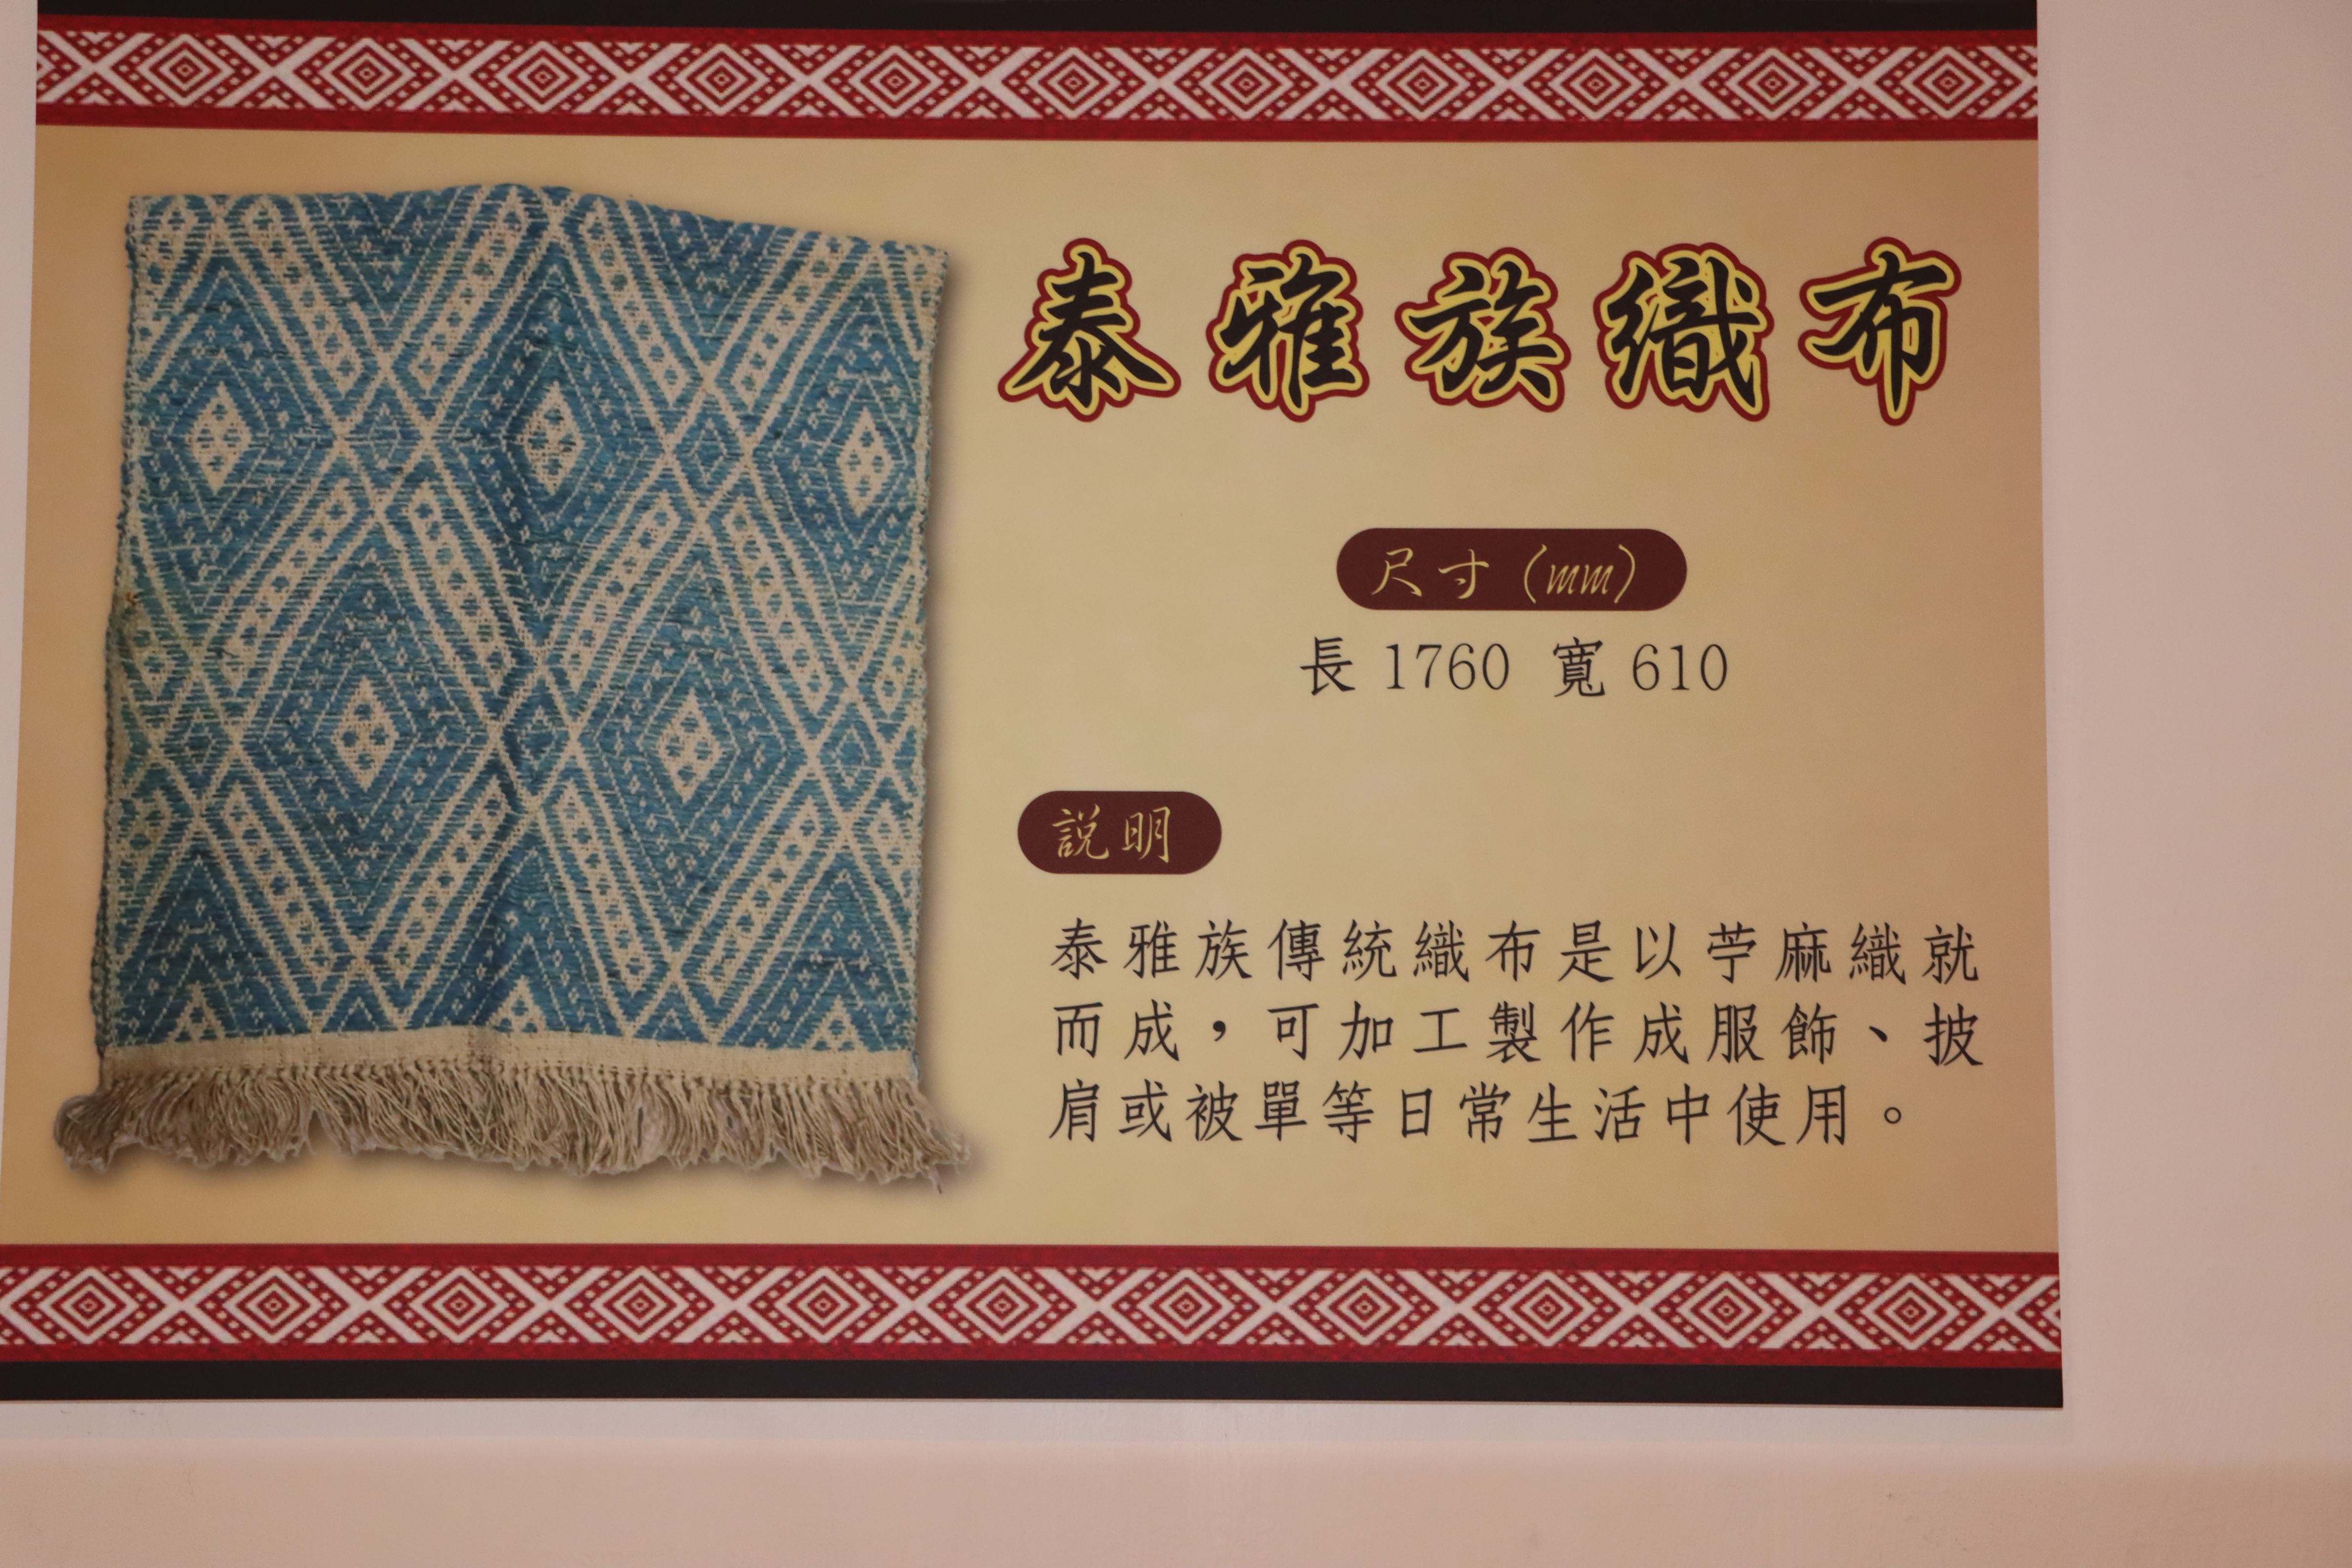 泰雅族織布
尺寸(mm)
長 1760 寬 610
說明
泰雅族傳統織布是以苧麻織就
而成,可加工製作成服飾、披
肩或被單等日常生活中使用。